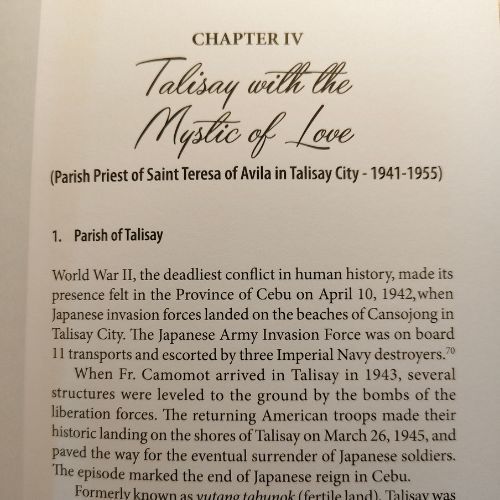 CHAPTER IV
Talisay with the
Mystic of Love
(Parish Priest of Saint Teresa of Avila in Talisay City - 1941-1955)
1. Parish of Talisay
World War II, the deadliest conflict in human history, made its
presence felt in the Province of Cebu on April 10, 1942,when
Japanese invasion forces landed on the beaches of Cansojong in
Talisay City. The Japanese Army Invasion Force was on board
11 transports and escorted by three Imperial Navy destroyers.70
When Fr. Camomot arrived in Talisay in 1943, several
structures were leveled to the ground by the bombs of the
liberation forces. The returning American troops made their
historic landing on the shores of Talisay on March 26, 1945, and
paved the way for the eventual surrender of Japanese soldiers.
The episode marked the end of Japanese reign in Cebu.
Formerly known as yutang tabunok (fertile land), Talisay was